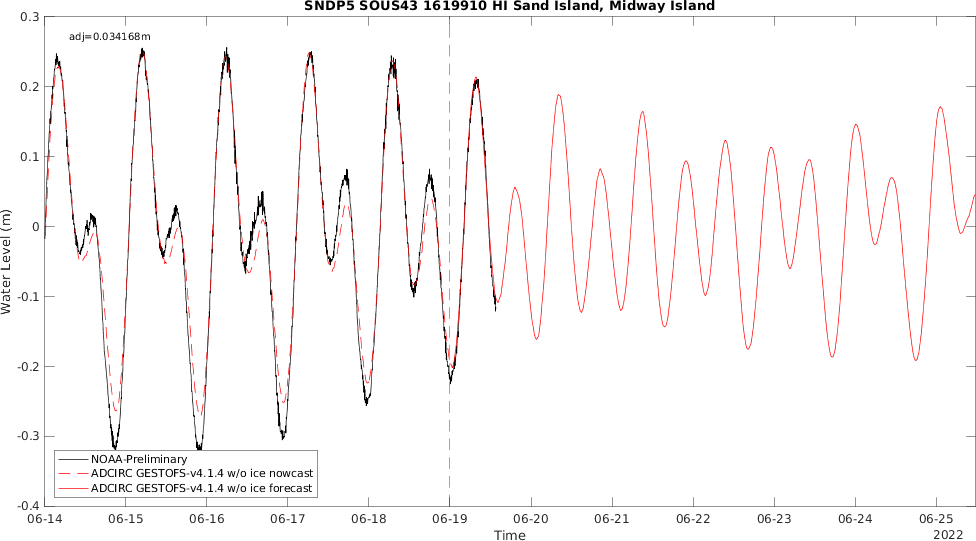 SNDP5 SOUS43 1619910 HI Sand Island, Midway Island
adj=0.034168m
0.3
0.2
0.1
0
-0.1
-0.2
-0.3
-0.4
Water Level (m)
NOAA-Preliminary
ADCIRC GESTOFS-v4.1.4 w/o ice nowcast
ADCIRC GESTOFS-v4.1.4 w/o ice forecast
06-14 06-15 06-16 06-17 06-18 06-19 06-20 06-21 06-22 06-23 06-24 06-25
Time
2022